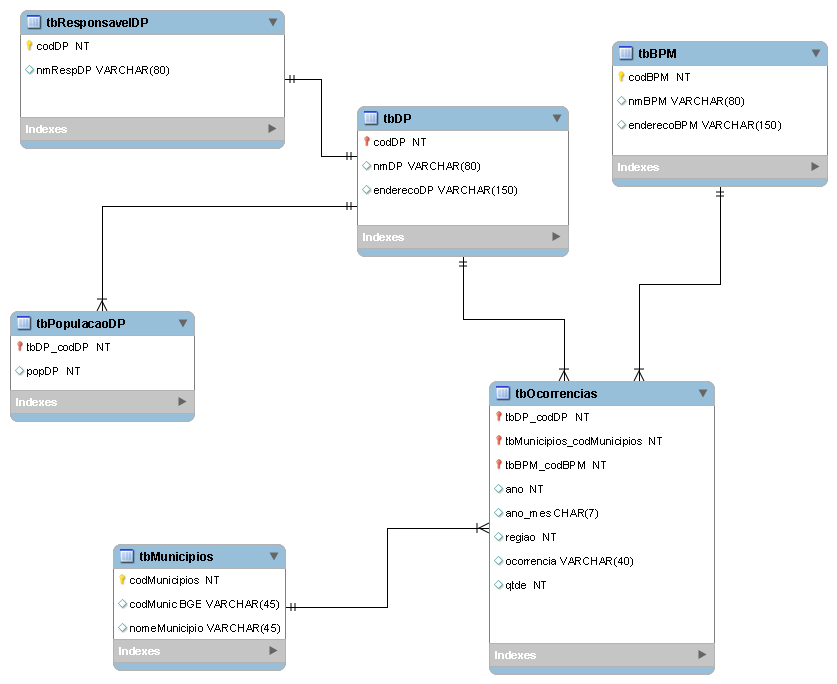 tbResponsavelDP
codDP NT
nmRespDP VARCHAR(80)
Indexes
tbBPM
codBPM NT
nmBPM VARCHAR(80)
enderecoBPM VARCHAR(150)
Indexes
tbDP
codDP NT
nmDP VARCHAR(80)
enderecoDP VARCHAR(150)
Indexes
tbPopulacaoDP
tbDP_codDP NT
popDP NT
Indexes
tbOcorrencias
tbDP_codDP NT
tbMunicipios_codMunicipios NT
tbBPM_codBPM NT
ano NT
ano_mes CHAR(7)
regiao NT
ocorrencia VARCHAR(40)
qtde NT
Indexes
tbMunicipios
codMunicipios NT
codMunic BGE VARCHAR(45)
nomeMunicipio VARCHAR(45)
Indexes